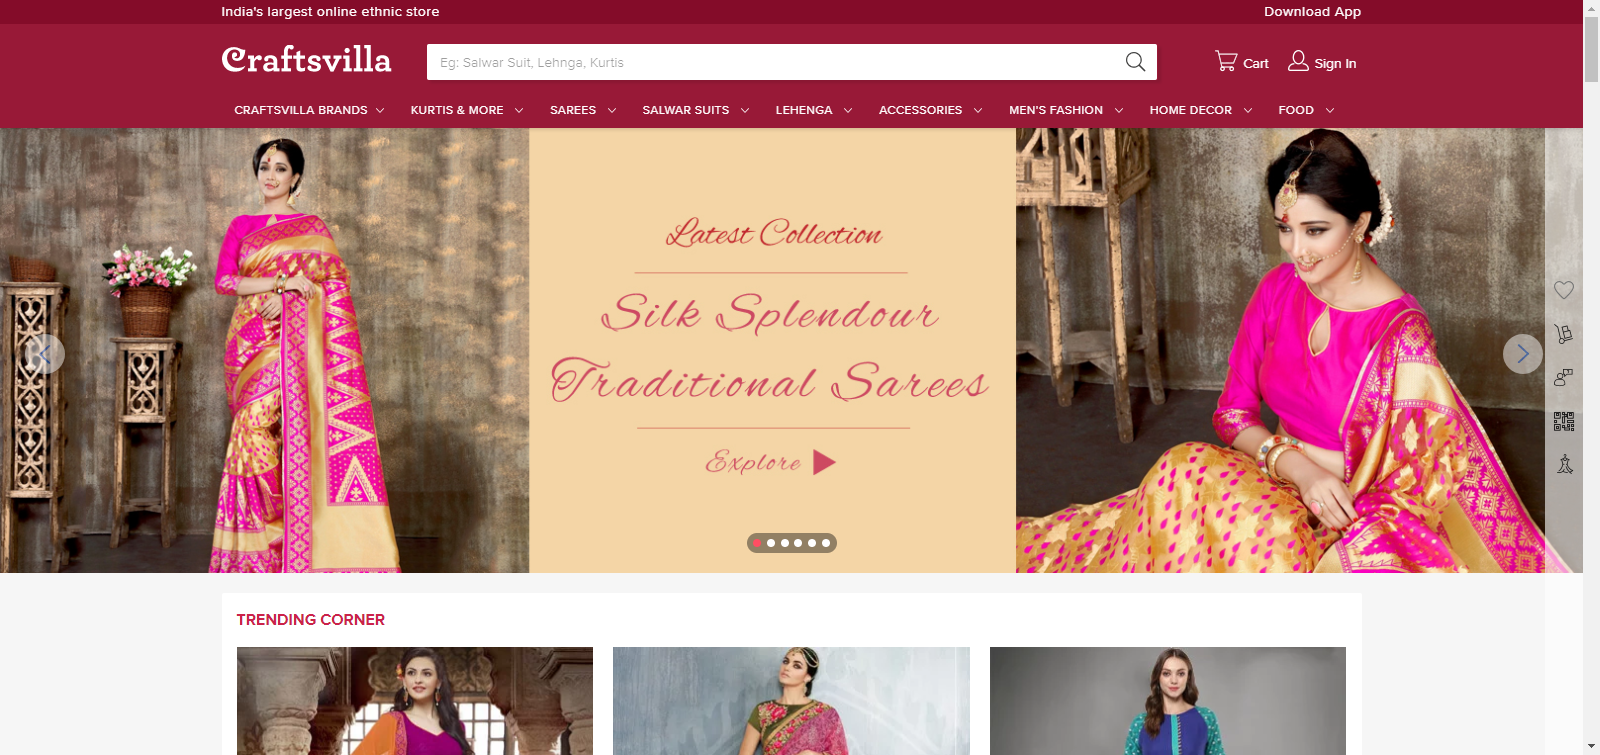 India's largest online ethnic store
Download App
Craftsvilla
Eg: Salwar Suit, Lehnga, Kurtis
Cart
Sign In
CRAFTSVILLA BRANDS
KURTIS & MORE
SAREES
SALWAR SUITS
LEHENGA
ACCESSORIES
MEN'S FASHION
HOME DECOR
FOOD
Latest Collection
Silk Splendour
Traditional Sarees
Explore
TRENDING CORNER